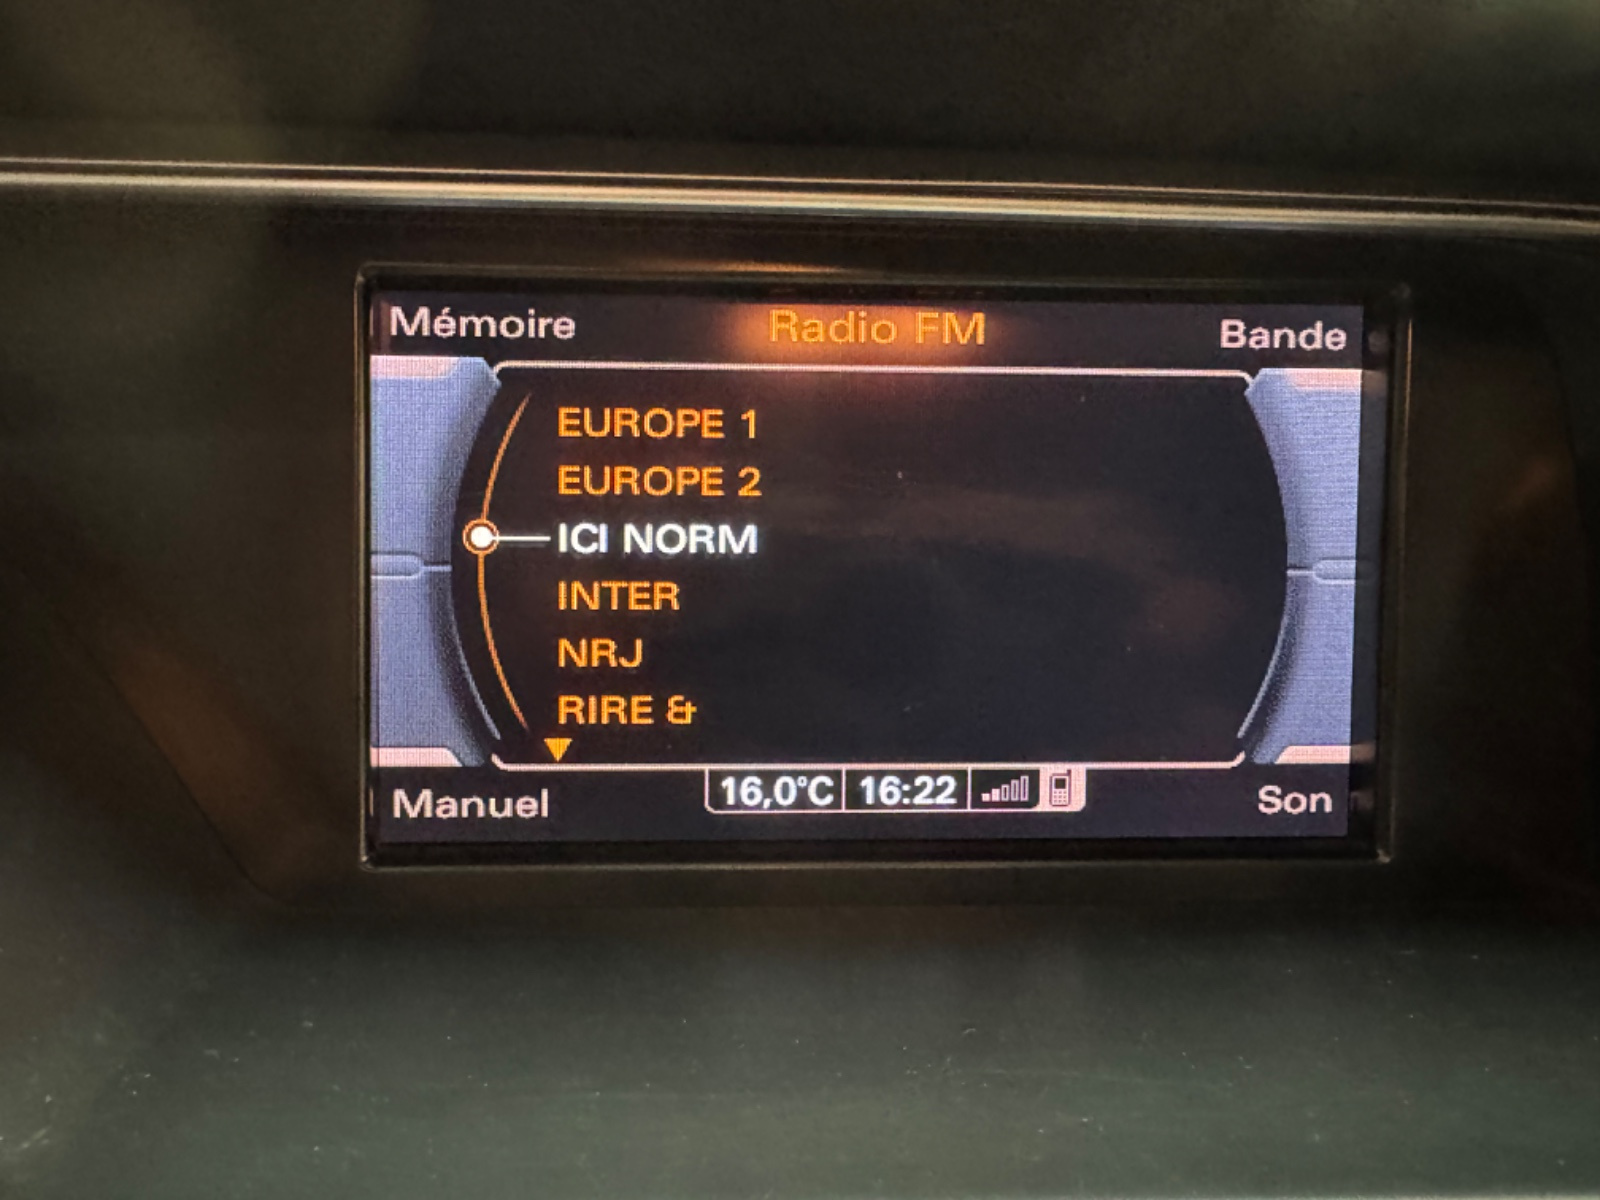 Mémoire Radio FM Bande
EUROPE 1
EUROPE 2
ICI NORM
INTER
NRJ
RIRE &
Manuel 16,0°C 16:22 Son